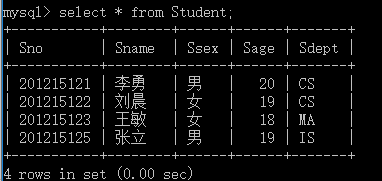 mysql> select * from Student;
+-----------+-------+------+------+-------+
| Sno       | Sname | Ssex | Sage | Sdept |
+-----------+-------+------+------+-------+
| 201215121 | 李勇 | 男 | 20 | CS |
| 201215122 | 刘晨 | 女 | 19 | CS |
| 201215123 | 王敏 | 女 | 18 | MA |
| 201215125 | 张立 | 男 | 19 | IS |
+-----------+-------+------+------+-------+
4 rows in set (0.00 sec)